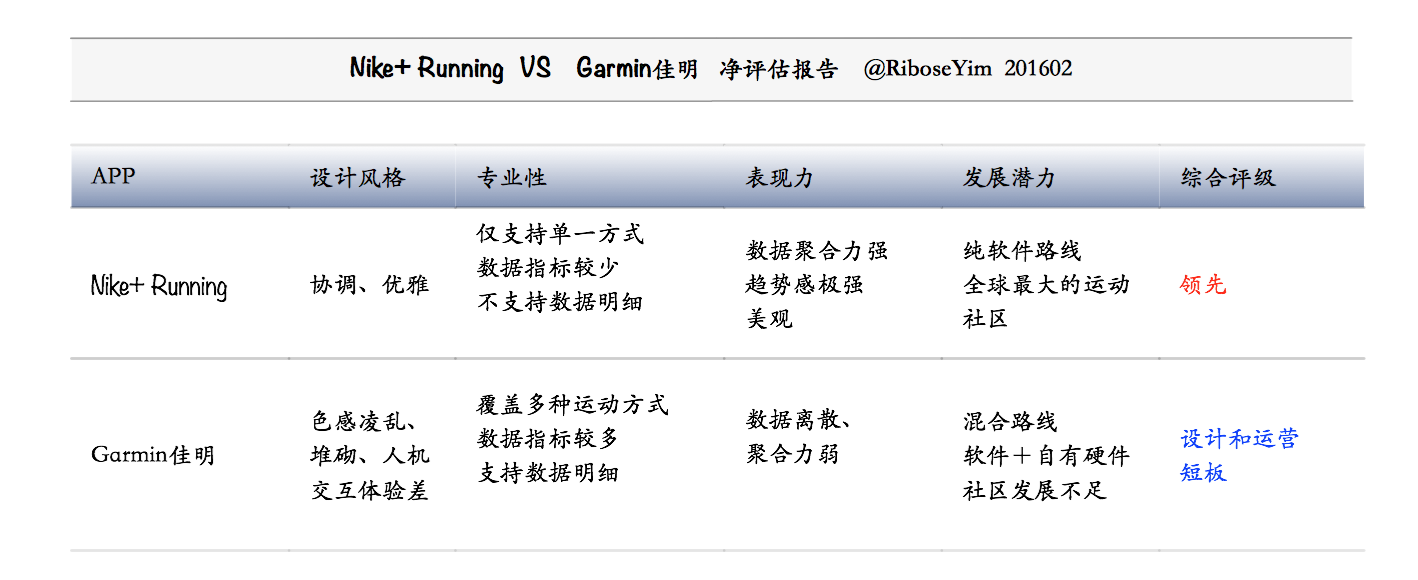 Nike+ Running VS Garmin佳明 净评估报告 @RiboseYim 201602
APP 设计风格 专业性 表现力 发展潜力 综合评级
Nike+ Running
协调、优雅
仅支持单一方式
数据指标较少
不支持数据明细
数据聚合力强
趋势感极强
美观
纯软件路线
全球最大的运动
社区
领先
Garmin佳明
色感凌乱、
堆砌、人机
交互体验差
覆盖多种运动方式
数据指标较多
支持数据明细
数据离散、
聚合力弱
混合路线
软件＋自有硬件
社区发展不足
设计和运营
短板